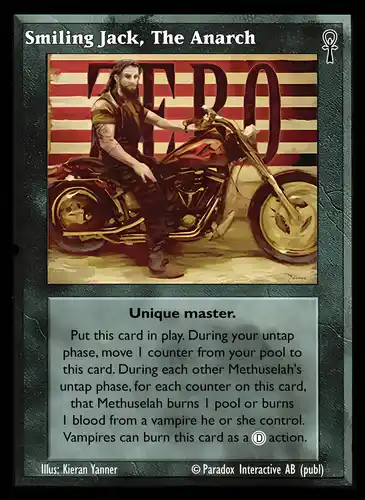 Smiling Jack, The Anarch
ZERO
Unique master.
Put this card in play. During your untap
phase, move 1 counter from your pool to
this card. During each other Methuselah's
untap phase, for each counter on this card,
that Methuselah burns 1 pool or burns
1 blood from a vampire he or she control.
Vampires can burn this card as a Ⓓ action.
Illus: Kieran Yanner
© Paradox Interactive AB (publ)